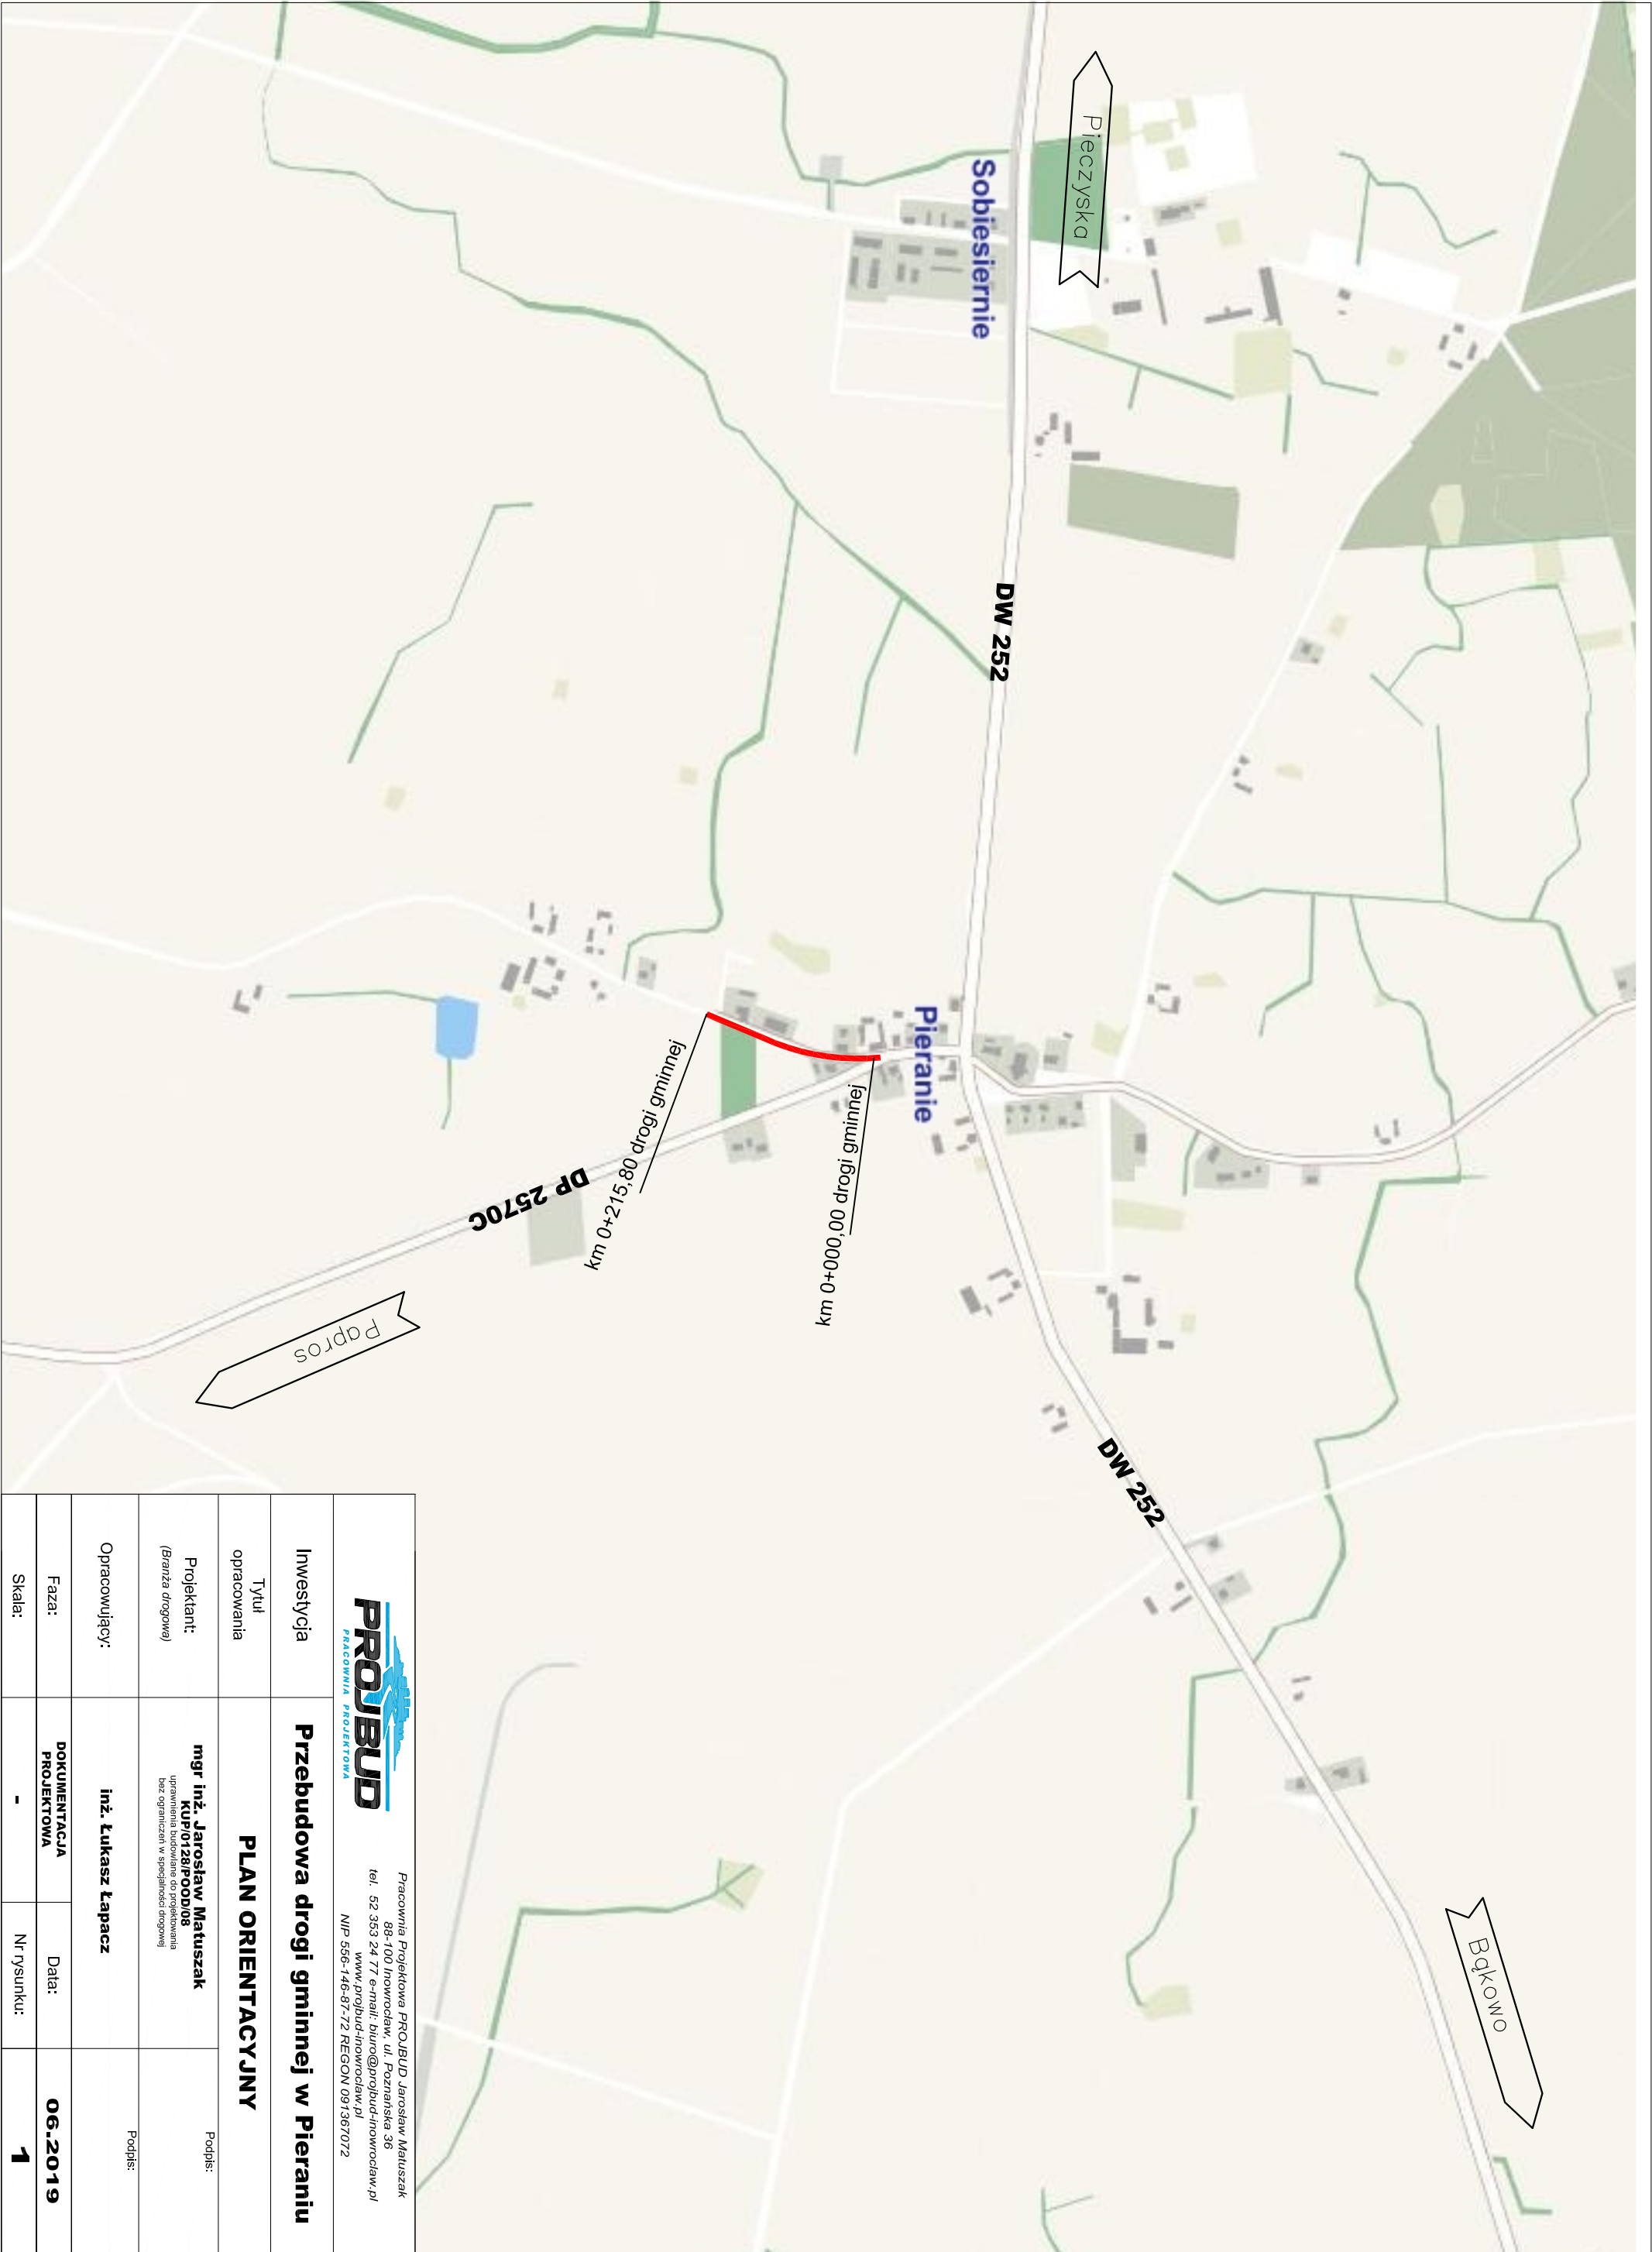 Pieczyska
Sobiesiernie
DW 252
Pieranie
km 0+215,80 drogi gminnej
km 0+000,00 drogi gminnej
DP 2570C
Papros
DW 252
Bąkowo
PROJBUD
PRACOWNIA PROJEKTOWA
Pracownia Projektowa PROJBUD Jarosław Matuszak
88-100 Inowrocław, ul. Poznańska 36
tel. 52 353 24 77 e-mail: biuro@projbud-inowroclaw.pl
www.projbud-inowroclaw.pl
NIP 556-146-87-72 REGON 091367072
Inwestycja
Przebudowa drogi gminnej w Pieraniu
Tytuł
opracowania
PLAN ORIENTACYJNY
Projektant:
(Branża drogowa)
mgr inż. Jarosław Matuszak
KUP/0128/POOD/08
uprawnienia budowlane do projektowania
bez ograniczeń w specjalności drogowej
Podpis:
Opracowujący:
inż. Łukasz Łapacz
Podpis:
Faza:
DOKUMENTACJA
PROJEKTOWA
Data:
06.2019
Skala:
-
Nr rysunku:
1